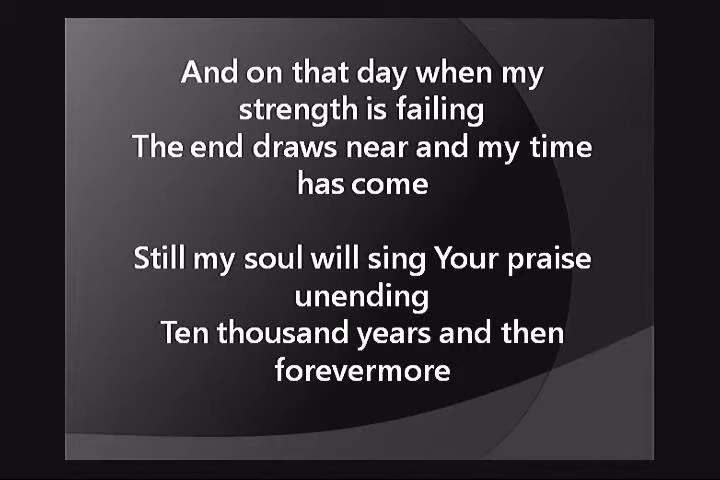 And on that day when my
strength is failing
The end draws near and my time
has come
Still my soul will sing Your praise
unending
Ten thousand years and then
forevermore